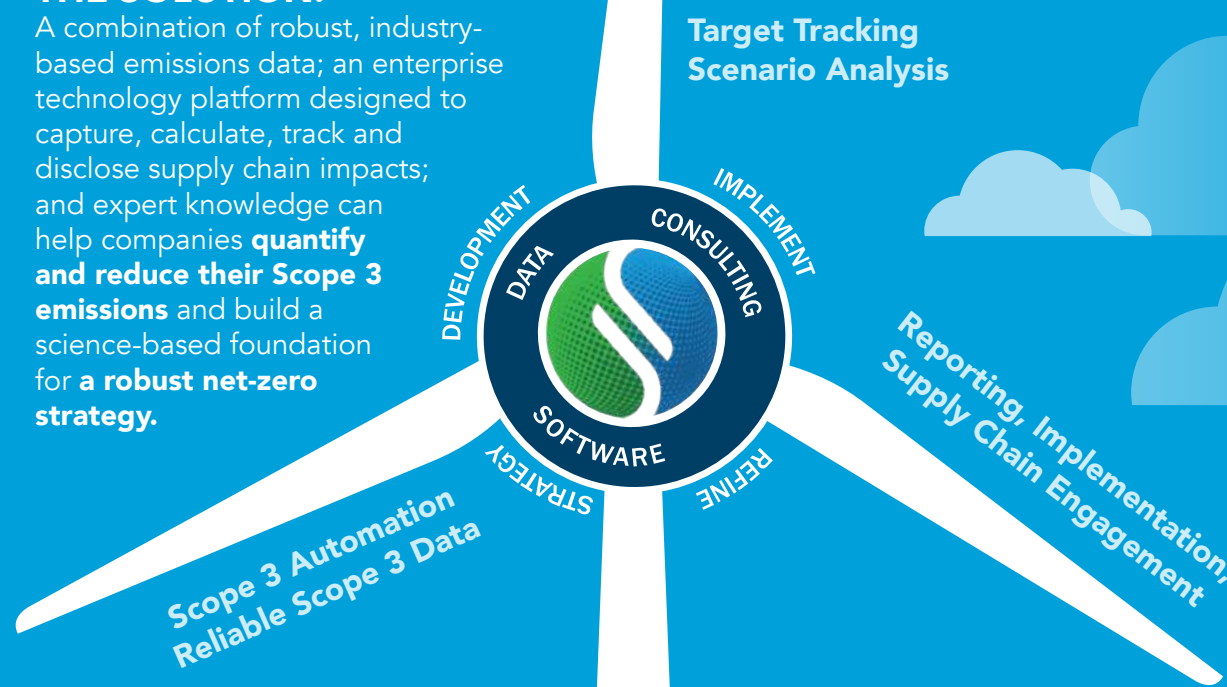 THE SOLUTION:
A combination of robust, industry-
based emissions data; an enterprise
technology platform designed to
capture, calculate, track and
disclose supply chain impacts;
and expert knowledge can
help companies quantify
and reduce their Scope 3
emissions and build a
science-based foundation
for a robust net-zero
strategy.
Target Tracking
Scenario Analysis
DEVELOPMENT
IMPLEMENT
DATA
CONSULTING
SOFTWARE
STRATEGY
REFINE
Reporting, Implementation,
Supply Chain Engagement
Scope 3 Automation
Reliable Scope 3 Data